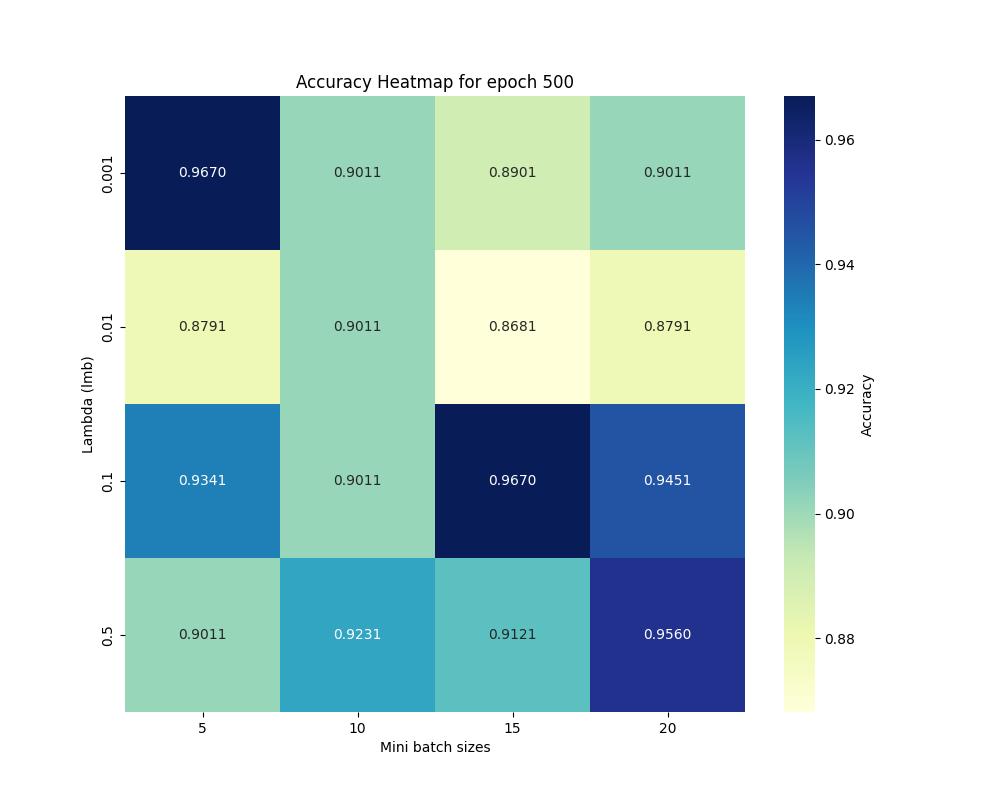 Accuracy Heatmap for epoch 500
0.001
0.9670 0.9011 0.8901 0.9011
0.01
0.8791 0.9011 0.8681 0.8791
0.1
0.9341 0.9011 0.9670 0.9451
0.5
0.9011 0.9231 0.9121 0.9560
Lambda (lmb)
5 10 15 20
Mini batch sizes
0.96
0.94
0.92
0.90
0.88
Accuracy